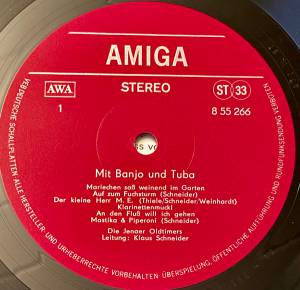 AMIGA
AWA
STEREO
ST 33
1
8 55 266
Mit Banjo und Tuba
Mariechen saß weinend im Garten
Auf zum Fuchsturm (Schneider)
Der kleine Herr M. E. (Thiele/Schneider/Weinhardt)
Klarinettenmucki
An den Fluß will ich gehen
Mostika & Piperoni (Schneider)
Die Jenaer Oldtimers
Leitung: Klaus Schneider
VEB DEUTSCHE SCHALLPLATTEN · ALLE HERSTELLER- UND URHEBERRECHTE VORBEHALTEN ÜBERSPIELUNG, ÖFFENTLICHE AUFFÜHRUNG UND RUNDFUNKSENDUNG VERBOTEN